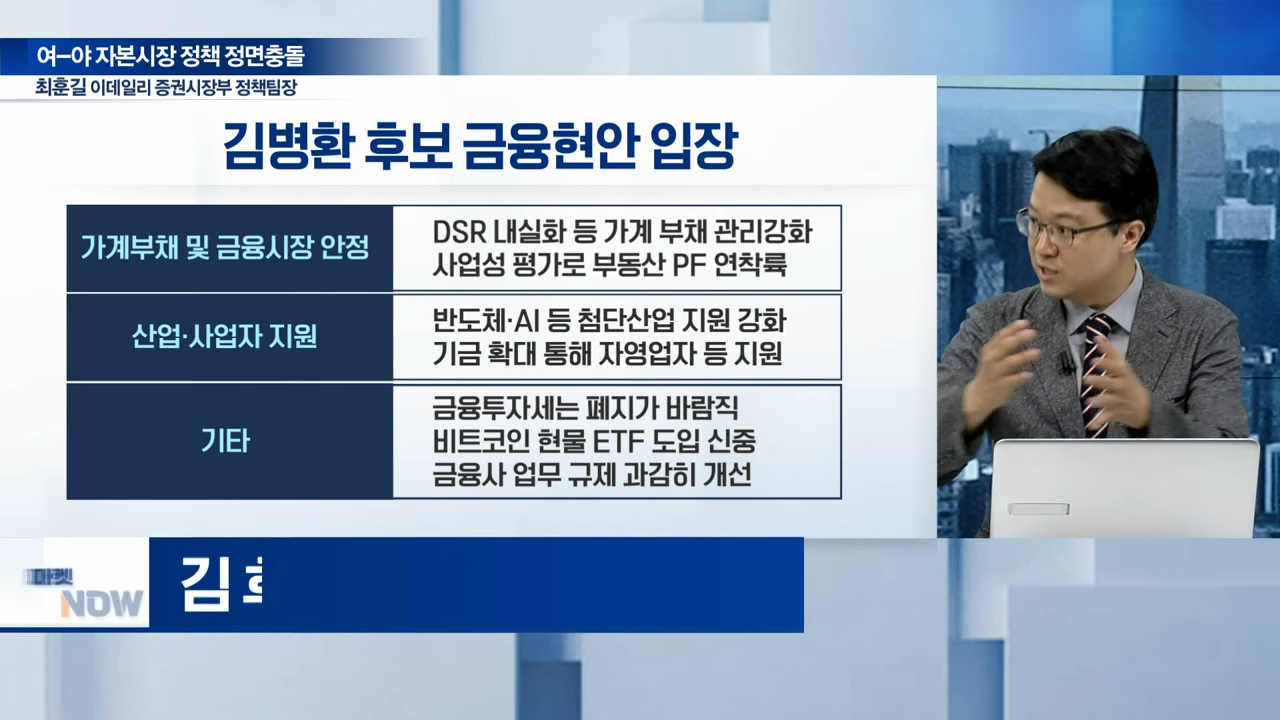 여-야 자본시장 정책 정면충돌
최훈길 이데일리 증권시장부 정책팀장
김병환 후보 금융현안 입장
가계부채 및 금융시장 안정
DSR 내실화 등 가계 부채 관리강화
사업성 평가로 부동산 PF 연착륙
산업·사업자 지원
반도체·AI 등 첨단산업 지원 강화
기금 확대 통해 자영업자 등 지원
기타
금융투자세는 폐지가 바람직
비트코인 현물 ETF 도입 신중
금융사 업무 규제 과감히 개선
마켓
NOW
김